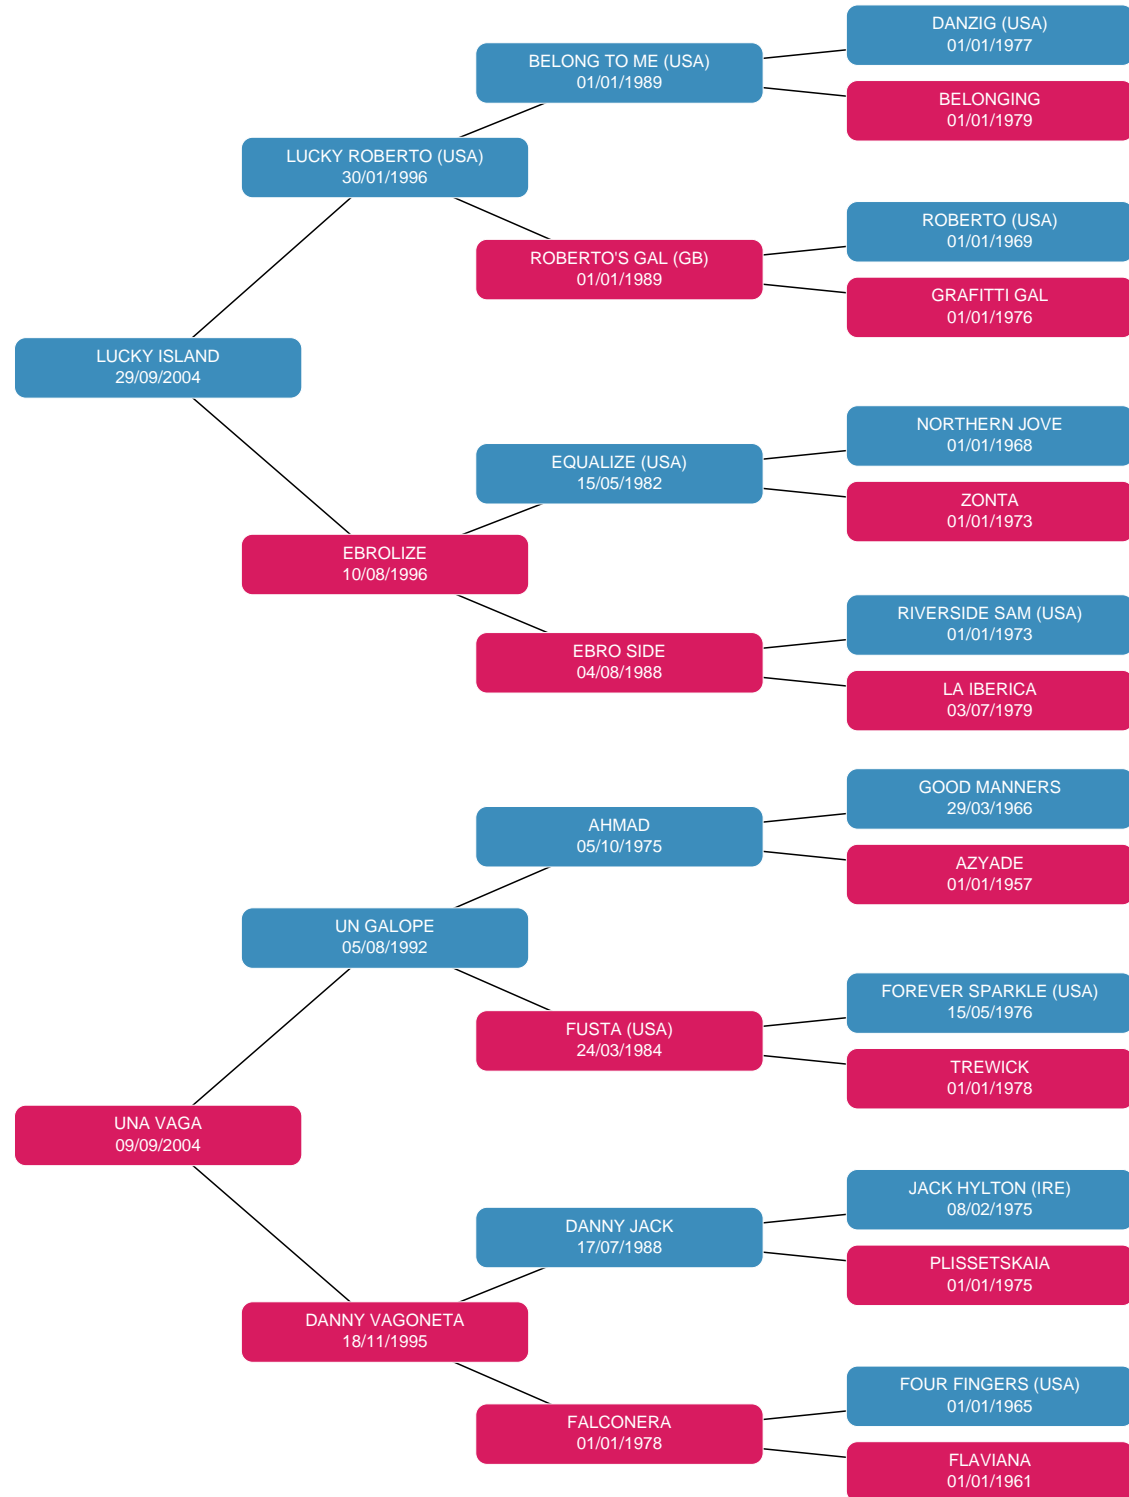 DANZIG (USA)
01/01/1977
BELONG TO ME (USA)
01/01/1989
BELONGING
01/01/1979
LUCKY ROBERTO (USA)
30/01/1996
ROBERTO (USA)
01/01/1969
ROBERTO'S GAL (GB)
01/01/1989
GRAFITTI GAL
01/01/1976
LUCKY ISLAND
29/09/2004
NORTHERN JOVE
01/01/1968
EQUALIZE (USA)
15/05/1982
ZONTA
01/01/1973
EBROLIZE
10/08/1996
RIVERSIDE SAM (USA)
01/01/1973
EBRO SIDE
04/08/1988
LA IBERICA
03/07/1979
GOOD MANNERS
29/03/1966
AHMAD
05/10/1975
AZYADE
01/01/1957
UN GALOPE
05/08/1992
FOREVER SPARKLE (USA)
15/05/1976
FUSTA (USA)
24/03/1984
TREWICK
01/01/1978
UNA VAGA
09/09/2004
JACK HYLTON (IRE)
08/02/1975
DANNY JACK
17/07/1988
PLISSETSKAIA
01/01/1975
DANNY VAGONETA
18/11/1995
FOUR FINGERS (USA)
01/01/1965
FALCONERA
01/01/1978
FLAVIANA
01/01/1961